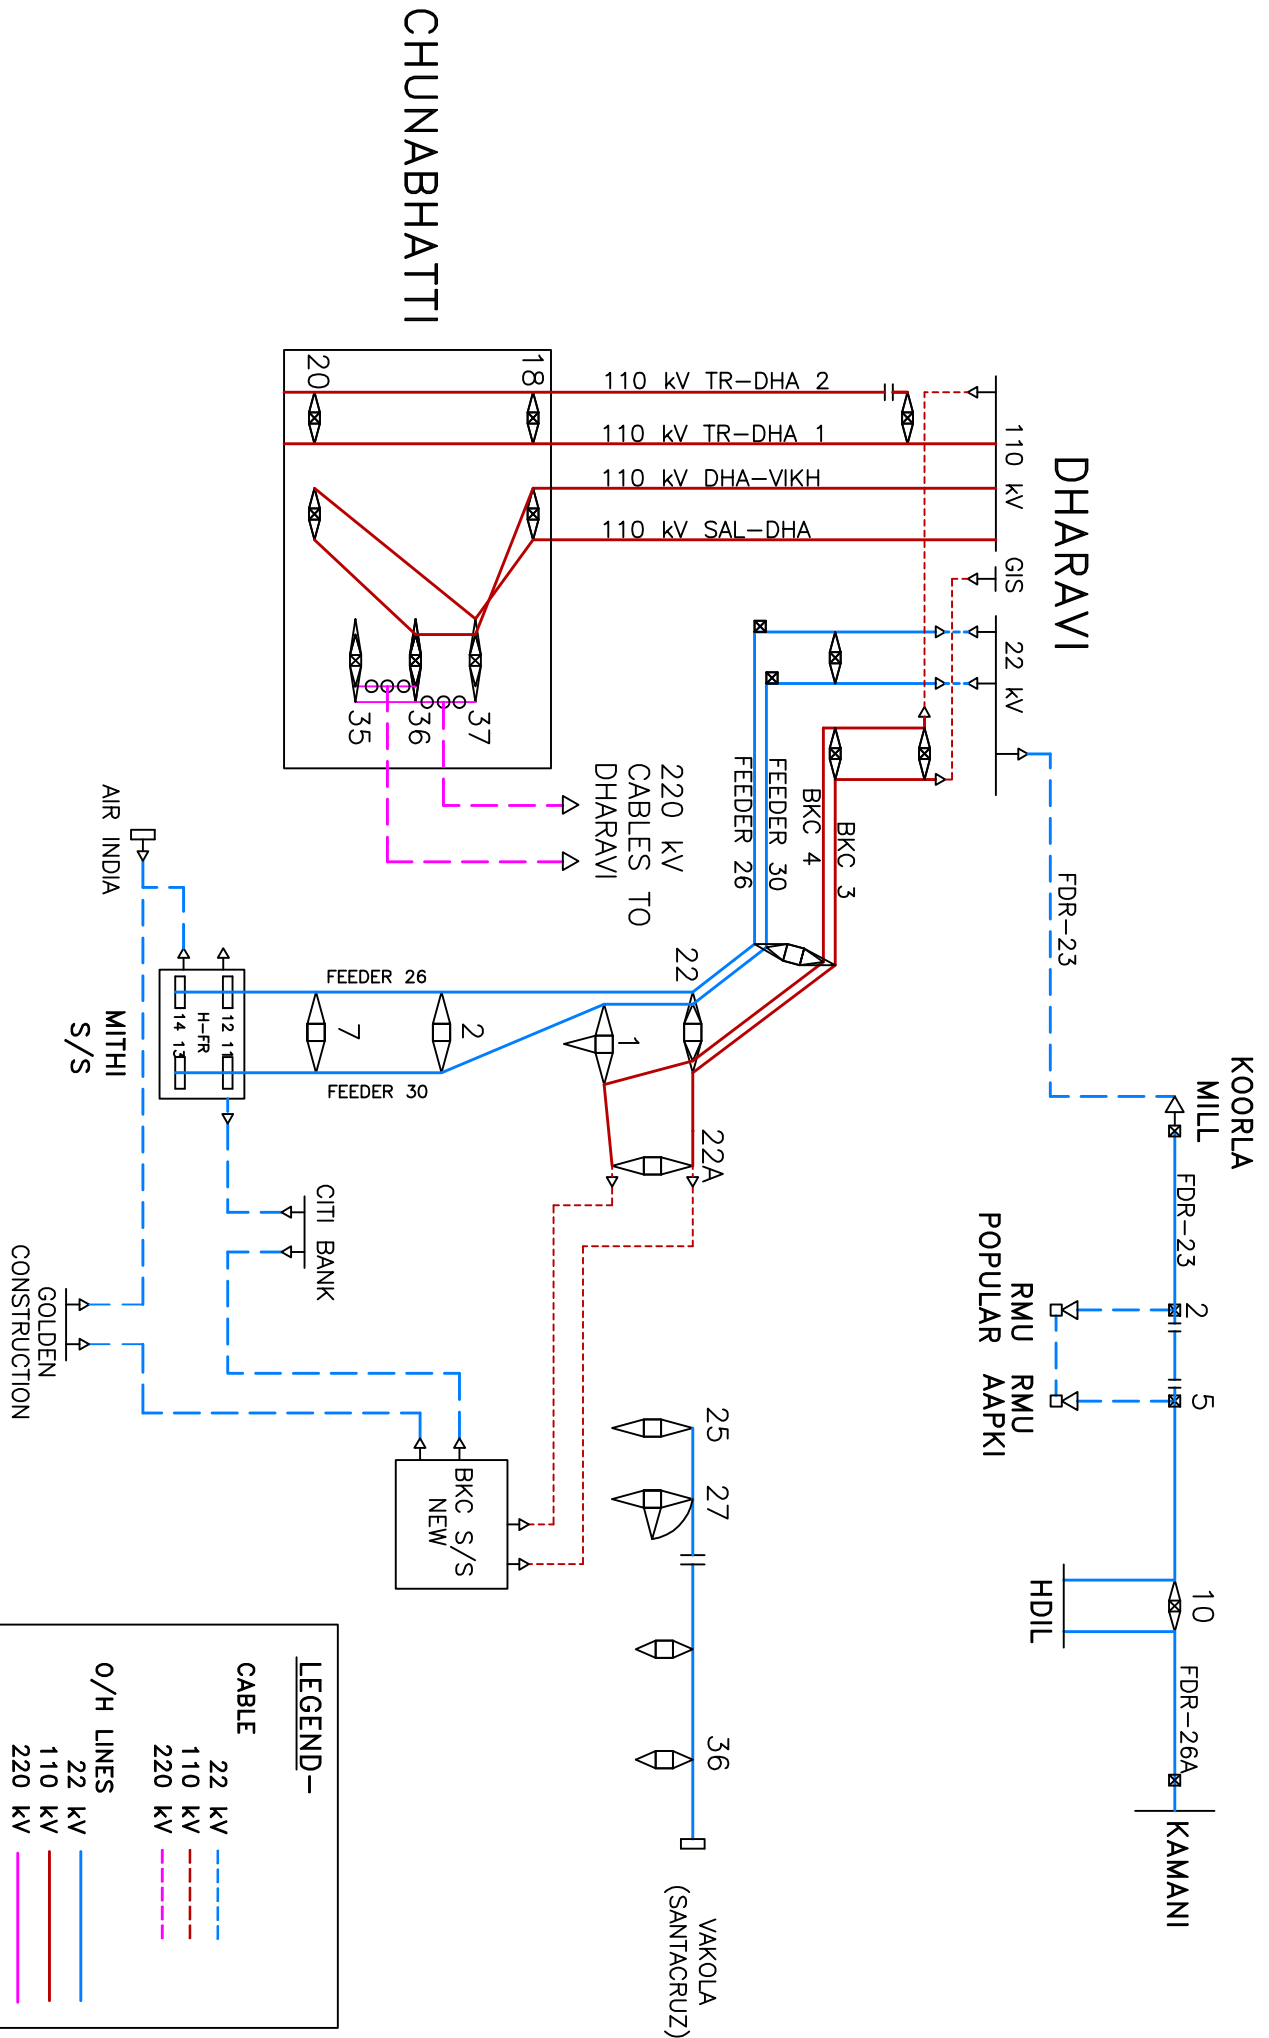 CHUNABHATTI
DHARAVI
110 kV
GIS
22 kV
110 kV TR-DHA 2
110 kV TR-DHA 1
110 kV DHA-VIKH
110 kV SAL-DHA
18
20
37
36
35
220 kV
CABLES TO
DHARAVI
FEEDER 30
FEEDER 26
BKC 3
BKC 4
FDR-23
KOORLA
MILL
FDR-23
2
5
RMU
POPULAR
RMU
AAPKI
10
HDIL
FDR-26A
KAMANI
22
1
22A
FEEDER 26
FEEDER 30
2
7
12 11
H-FR
14 13
MITHI
S/S
AIR INDIA
CITI BANK
GOLDEN
CONSTRUCTION
BKC S/S
NEW
25
27
36
VAKOLA
(SANTACRUZ)
LEGEND-
CABLE
22 kV
110 kV
220 kV
O/H LINES
22 kV
110 kV
220 kV